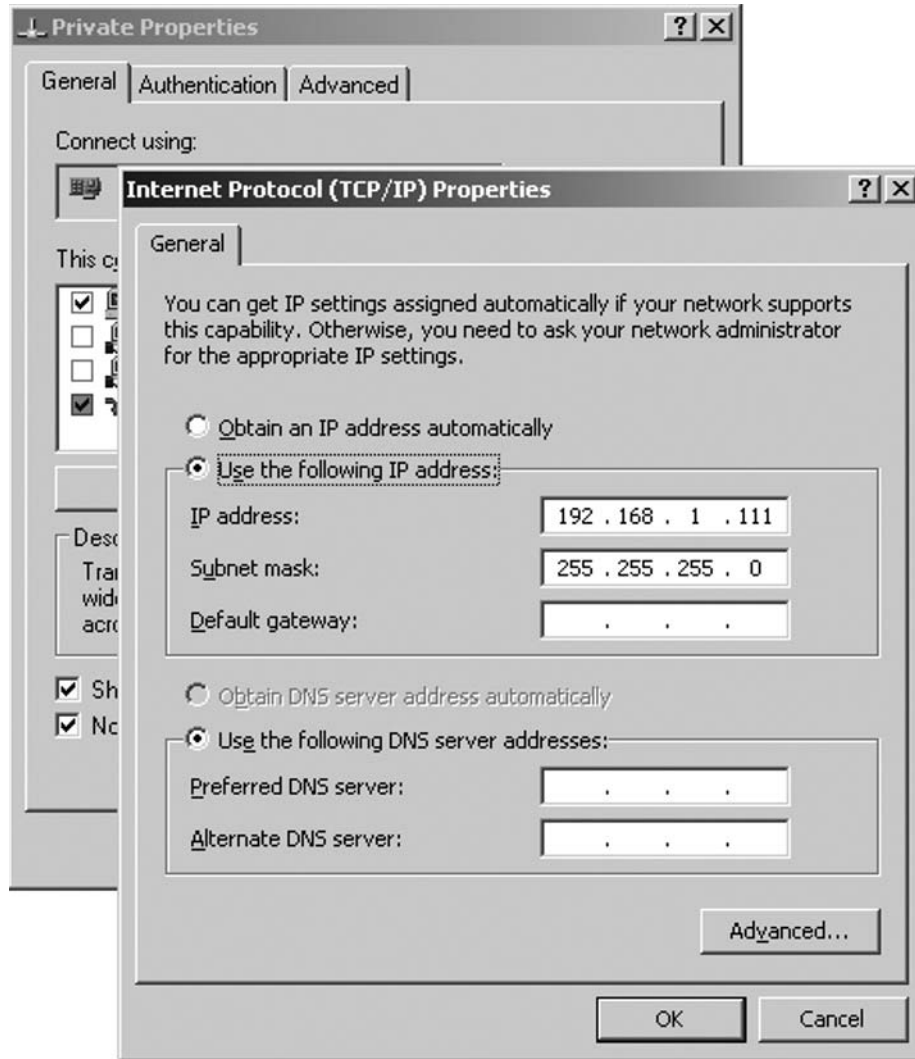 Private Properties
General Authentication Advanced
Connect using:
Internet Protocol (TCP/IP) Properties
General
You can get IP settings assigned automatically if your network supports
this capability. Otherwise, you need to ask your network administrator
for the appropriate IP settings.
Obtain an IP address automatically
Use the following IP address:
IP address: 192 . 168 . 1 . 111
Subnet mask: 255 . 255 . 255 . 0
Default gateway: . . .
Obtain DNS server address automatically
Use the following DNS server addresses:
Preferred DNS server: . . .
Alternate DNS server: . . .
Advanced...
OK Cancel
This c
Desc
wide
acro
Sh
No